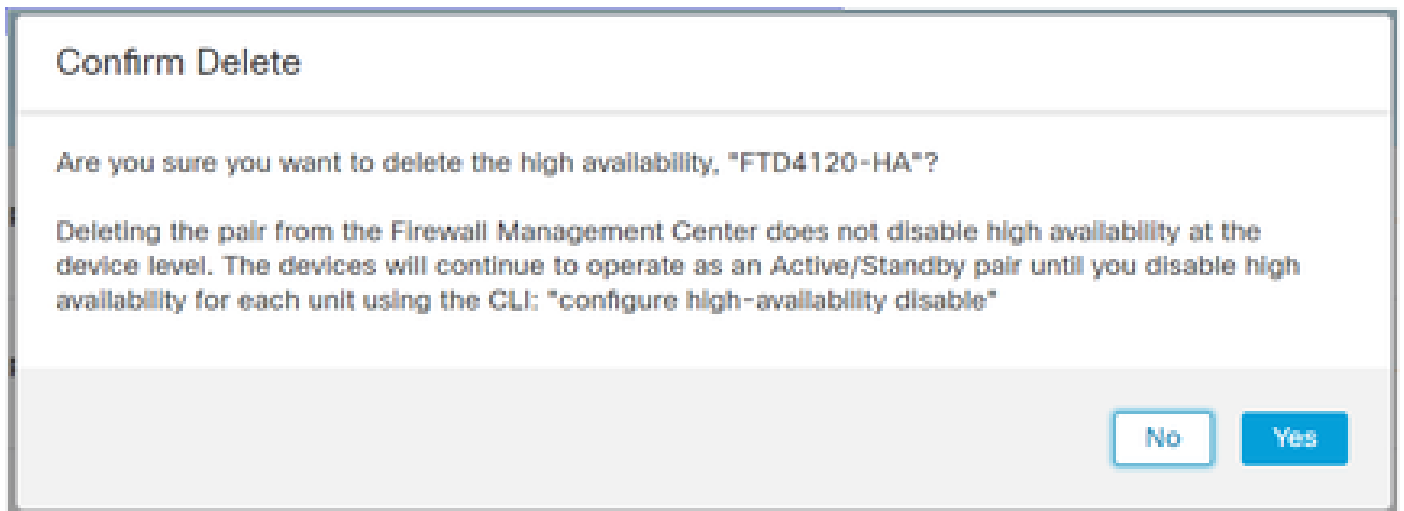 Confirm Delete
Are you sure you want to delete the high availability, "FTD4120-HA"?
Deleting the pair from the Firewall Management Center does not disable high availability at the
device level. The devices will continue to operate as an Active/Standby pair until you disable high
availability for each unit using the CLI: "configure high-availability disable"
No Yes